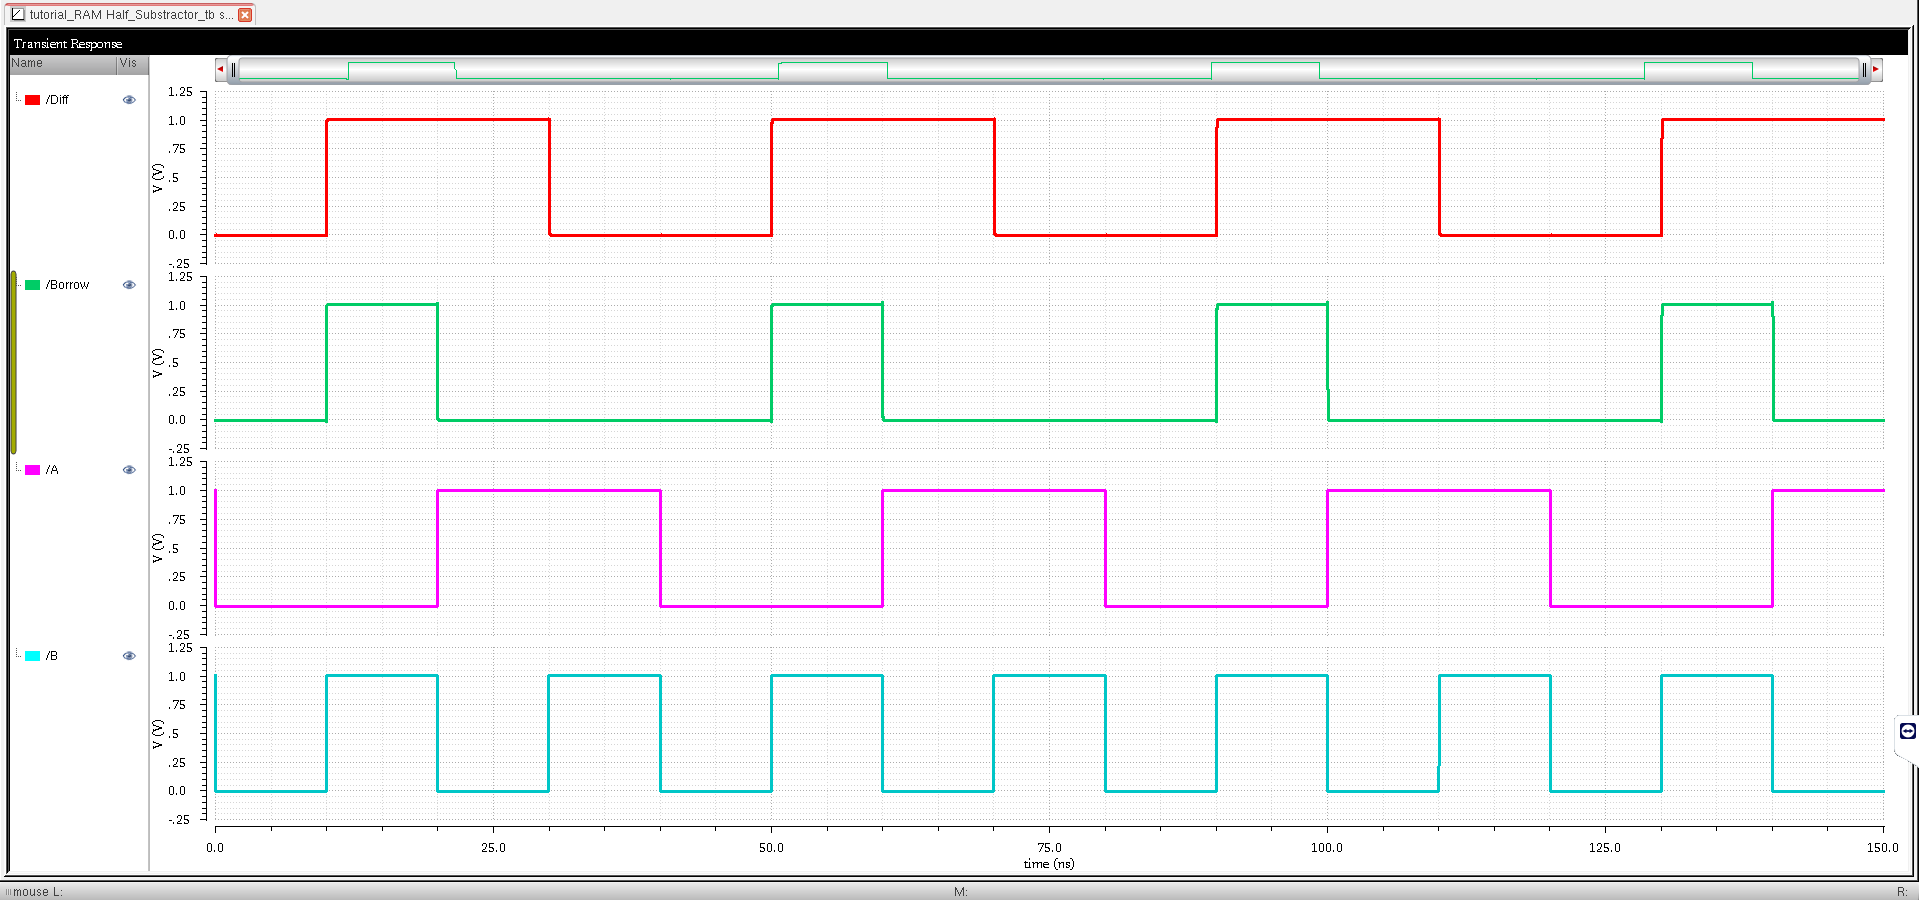 tutorial_RAM Half_Substractor_tb s...
Transient Response
Name Vis
/Diff
1.25
1.0
.75
.5
.25
0.0
-.25
V (V)
/Borrow
1.25
1.0
.75
.5
.25
0.0
-.25
V (V)
/A
1.25
1.0
.75
.5
.25
0.0
-.25
V (V)
/B
1.25
1.0
.75
.5
.25
0.0
-.25
V (V)
0.0 25.0 50.0 75.0 100.0 125.0 150.0
time (ns)
mouse L: M: R: